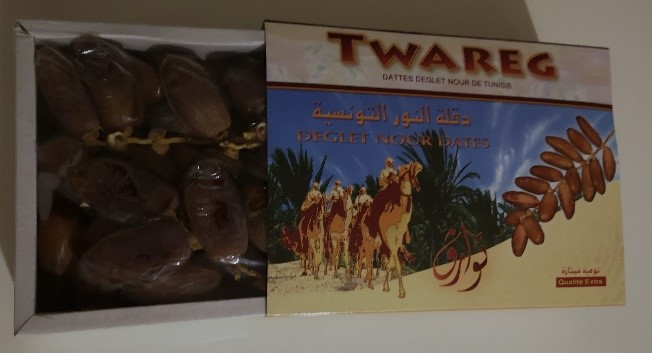 TWAREG
DATTES DEGLET NOUR DE TUNISIE
دقلة النور التونسية
DEGLET NOUR DATES
توارق
نوعية ممتازة
Qualité Extra